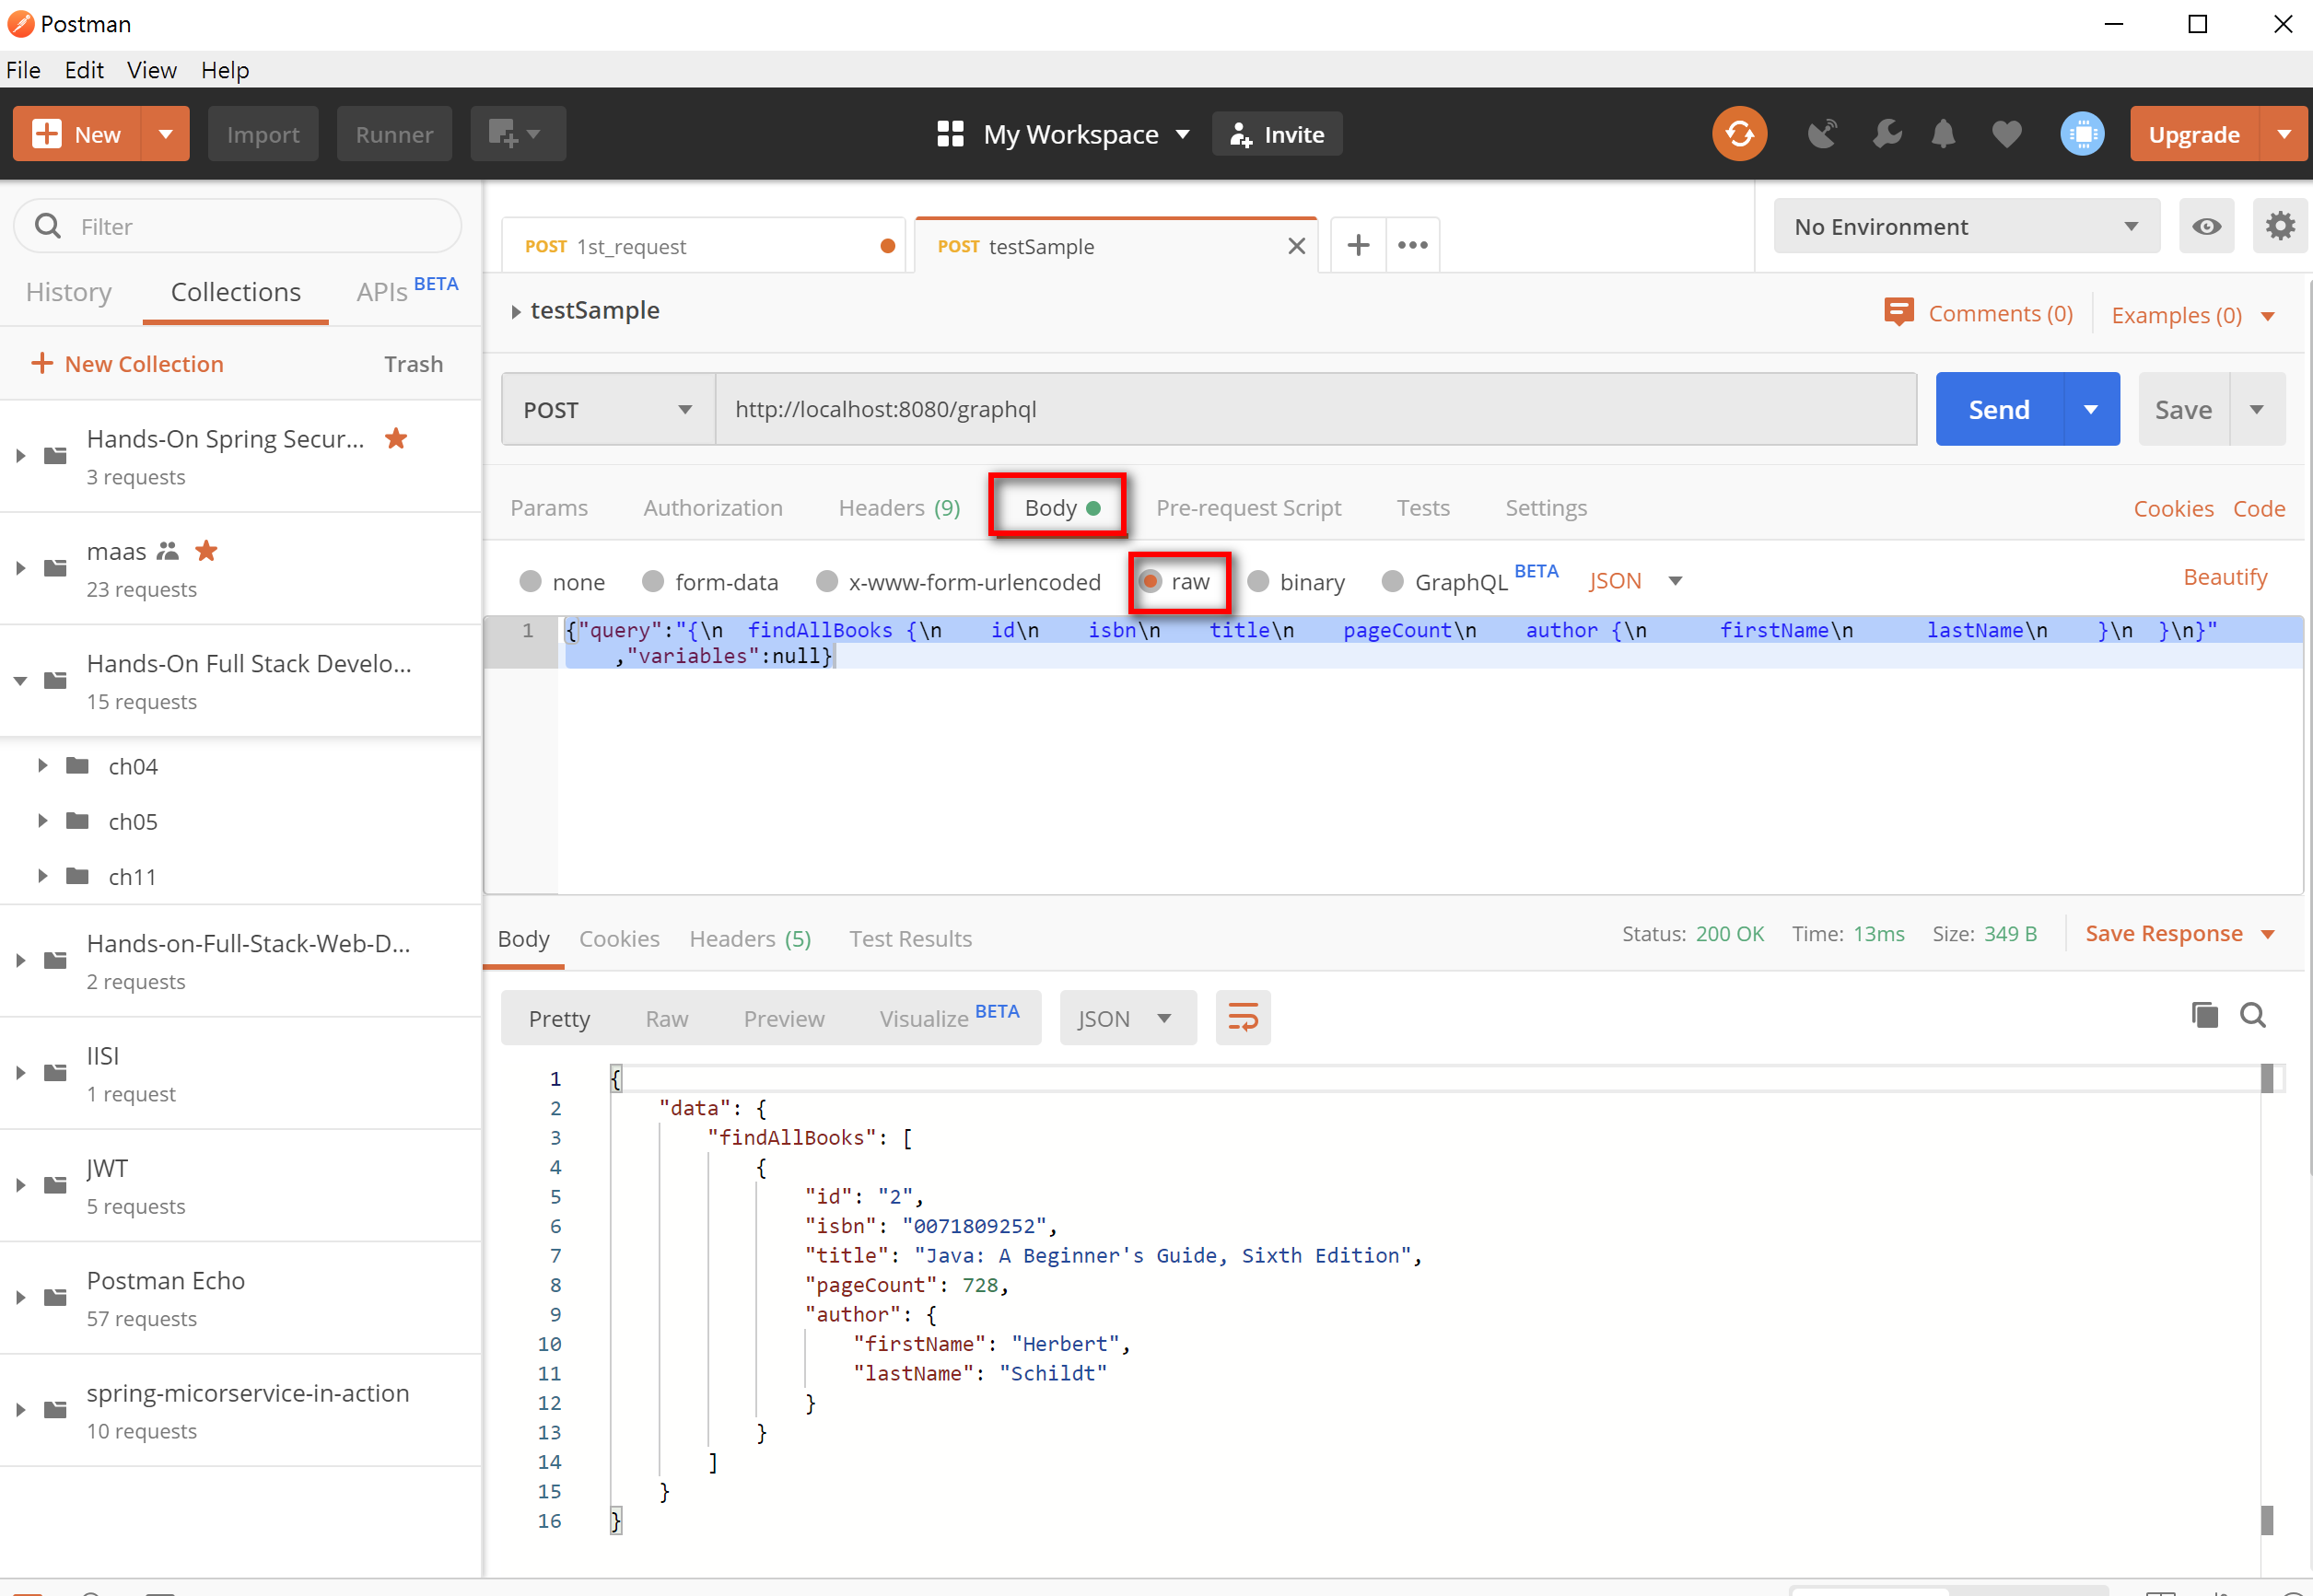 Postman
File Edit View Help
New Import Runner My Workspace Invite Upgrade
Filter
History Collections APIs BETA
New Collection Trash
Hands-On Spring Secur...
3 requests
maas
23 requests
Hands-On Full Stack Develo...
15 requests
ch04
ch05
ch11
Hands-on-Full-Stack-Web-D...
2 requests
IISI
1 request
JWT
5 requests
Postman Echo
57 requests
spring-micorservice-in-action
10 requests
POST 1st_request POST testSample No Environment
testSample Comments (0) Examples (0)
POST http://localhost:8080/graphql Send Save
Params Authorization Headers (9) Body Pre-request Script Tests Settings Cookies Code
none form-data x-www-form-urlencoded raw binary GraphQL BETA JSON Beautify
1 {"query":"{\n  findAllBooks {\n    id\n    isbn\n    title\n    pageCount\n    author {\n      firstName\n      lastName\n    }\n  }\n}"
,"variables":null}
Body Cookies Headers (5) Test Results Status: 200 OK Time: 13ms Size: 349 B Save Response
Pretty Raw Preview Visualize BETA JSON
1 {
2 "data": {
3 "findAllBooks": [
4 {
5 "id": "2",
6 "isbn": "0071809252",
7 "title": "Java: A Beginner's Guide, Sixth Edition",
8 "pageCount": 728,
9 "author": {
10 "firstName": "Herbert",
11 "lastName": "Schildt"
12 }
13 }
14 ]
15 }
16 }